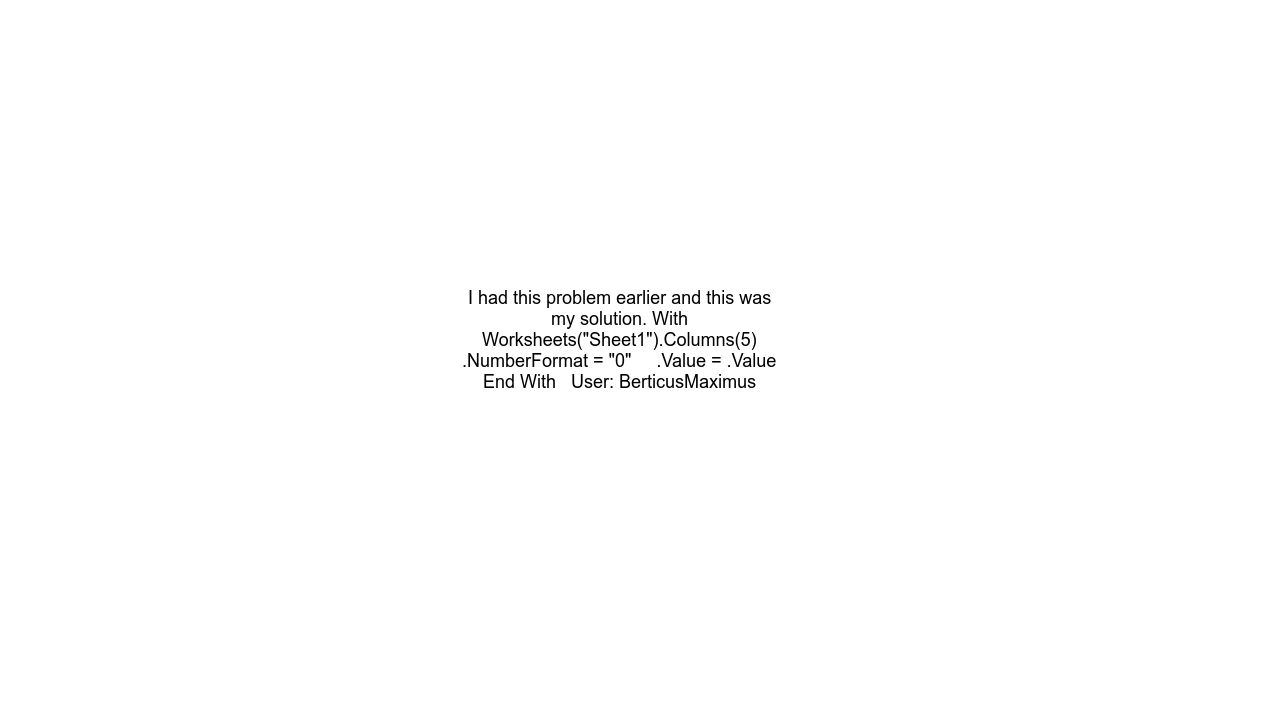 I had this problem earlier and this was
my solution. With
Worksheets("Sheet1").Columns(5)
.NumberFormat = "0"     .Value = .Value
End With   User: BerticusMaximus